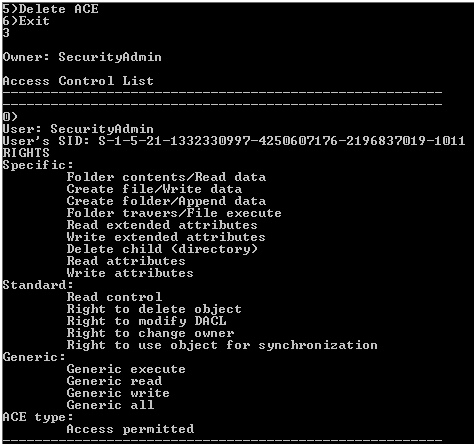 5)Delete ACE
6)Exit
3
Owner: SecurityAdmin
Access Control List
------------------------------------------------------
------------------------------------------------------
0)
User: SecurityAdmin
User's SID: S-1-5-21-1332330997-4250607176-2196837019-1011
RIGHTS
Specific:
Folder contents/Read data
Create file/Write data
Create folder/Append data
Folder travers/File execute
Read extended attributes
Write extended attributes
Delete child (directory)
Read attributes
Write attributes
Standard:
Read control
Right to delete object
Right to modify DACL
Right to change owner
Right to use object for synchronization
Generic:
Generic execute
Generic read
Generic write
Generic all
ACE type:
Access permitted
------------------------------------------------------